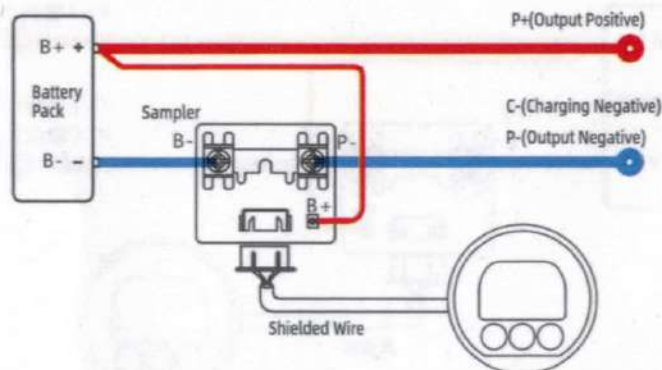 P+(Output Positive)
B+ +
Battery
Pack
Sampler
C-(Charging Negative)
B-
P-
P-(Output Negative)
B- −
B+
Shielded Wire